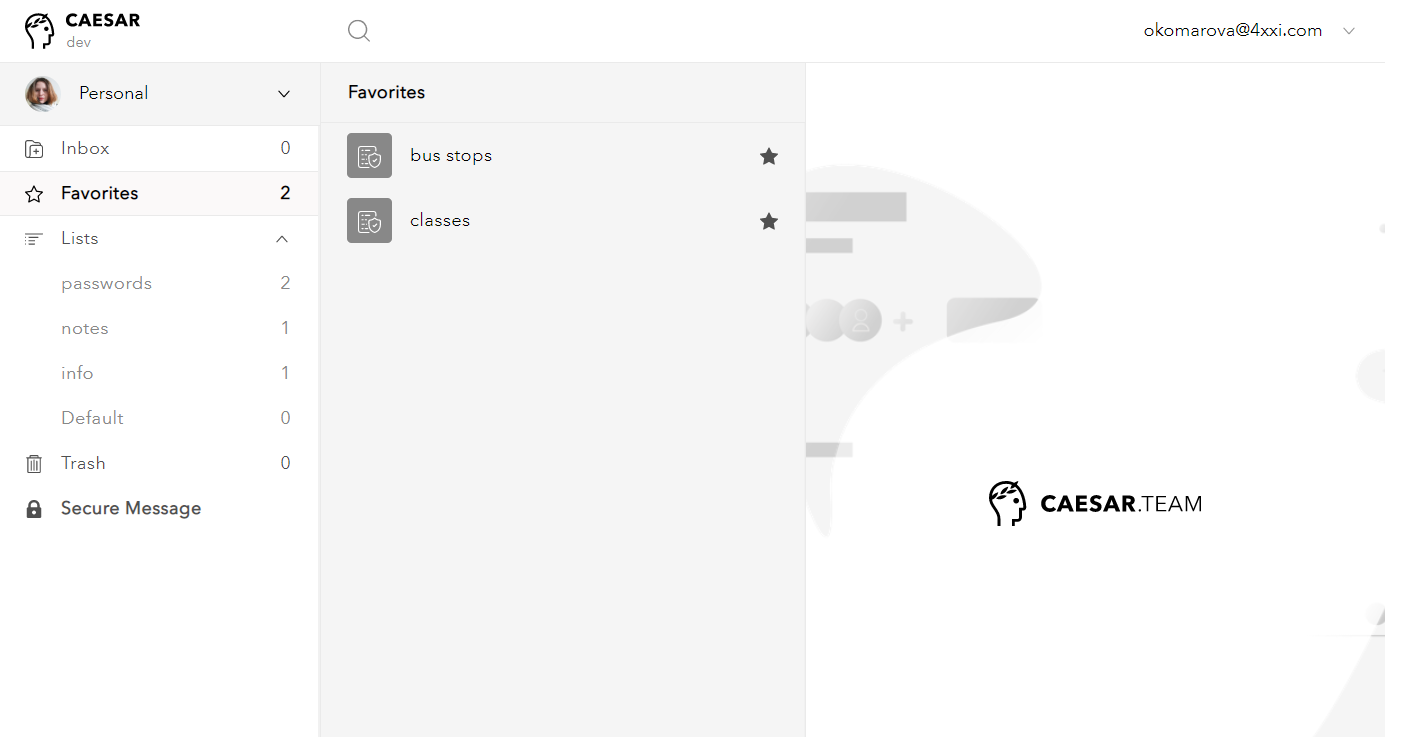 CAESAR
dev
okomarova@4xxi.com
Personal
Inbox 0
Favorites 2
Lists
passwords 2
notes 1
info 1
Default 0
Trash 0
Secure Message
Favorites
bus stops
classes
CAESAR.TEAM